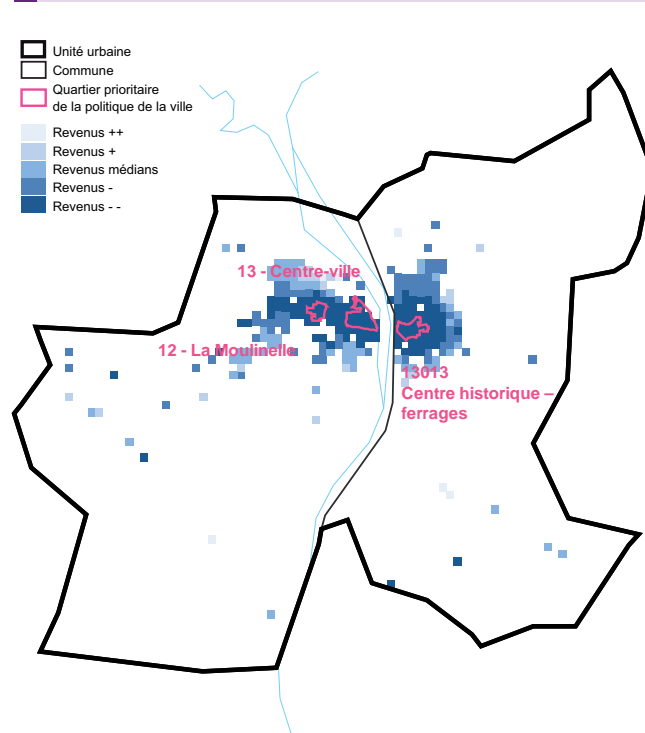 Unité urbaine
Commune
Quartier prioritaire
de la politique de la ville
Revenus ++
Revenus +
Revenus médians
Revenus -
Revenus - -
13 - Centre-ville
12 - La Moulinelle
13013
Centre historique –
ferrages